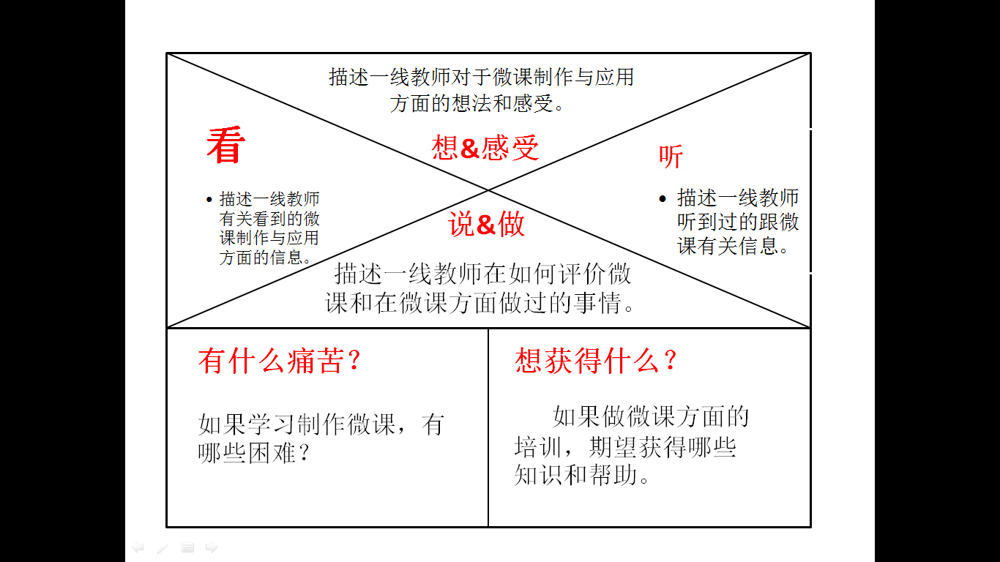 描述一线教师对于微课制作与应用
方面的想法和感受。
想&感受
看
• 描述一线教师
有关看到的微
课制作与应用
方面的信息。
听
• 描述一线教师
听到过的跟微
课有关信息。
说&做
描述一线教师在如何评价微
课和在微课方面做过的事情。
有什么痛苦？
如果学习制作微课，有
哪些困难？
想获得什么？
如果做微课方面的
培训，期望获得哪些
知识和帮助。